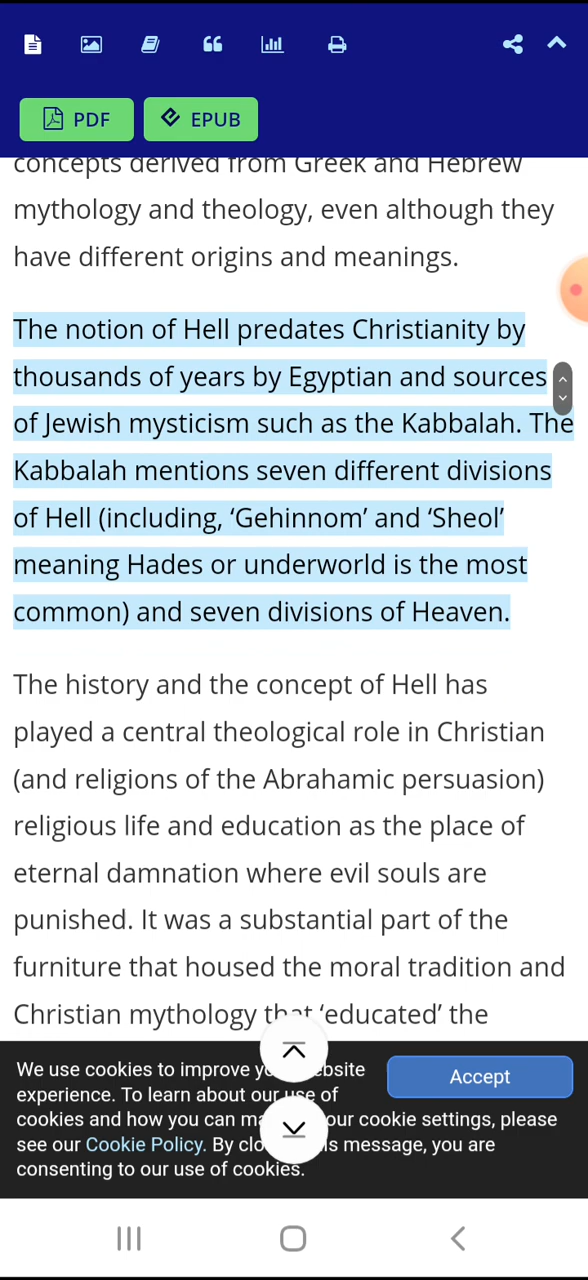 PDF
EPUB
concepts derived from Greek and Hebrew
mythology and theology, even although they
have different origins and meanings.
The notion of Hell predates Christianity by
thousands of years by Egyptian and sources
of Jewish mysticism such as the Kabbalah. The
Kabbalah mentions seven different divisions
of Hell (including, ‘Gehinnom’ and ‘Sheol’
meaning Hades or underworld is the most
common) and seven divisions of Heaven.
The history and the concept of Hell has
played a central theological role in Christian
(and religions of the Abrahamic persuasion)
religious life and education as the place of
eternal damnation where evil souls are
punished. It was a substantial part of the
furniture that housed the moral tradition and
Christian mythology that ‘educated’ the
We use cookies to improve
experience. To learn about our use of
cookies and how you can our cookie settings, please
see our Cookie Policy. By message, you are
consenting to our use of cookies.
Accept